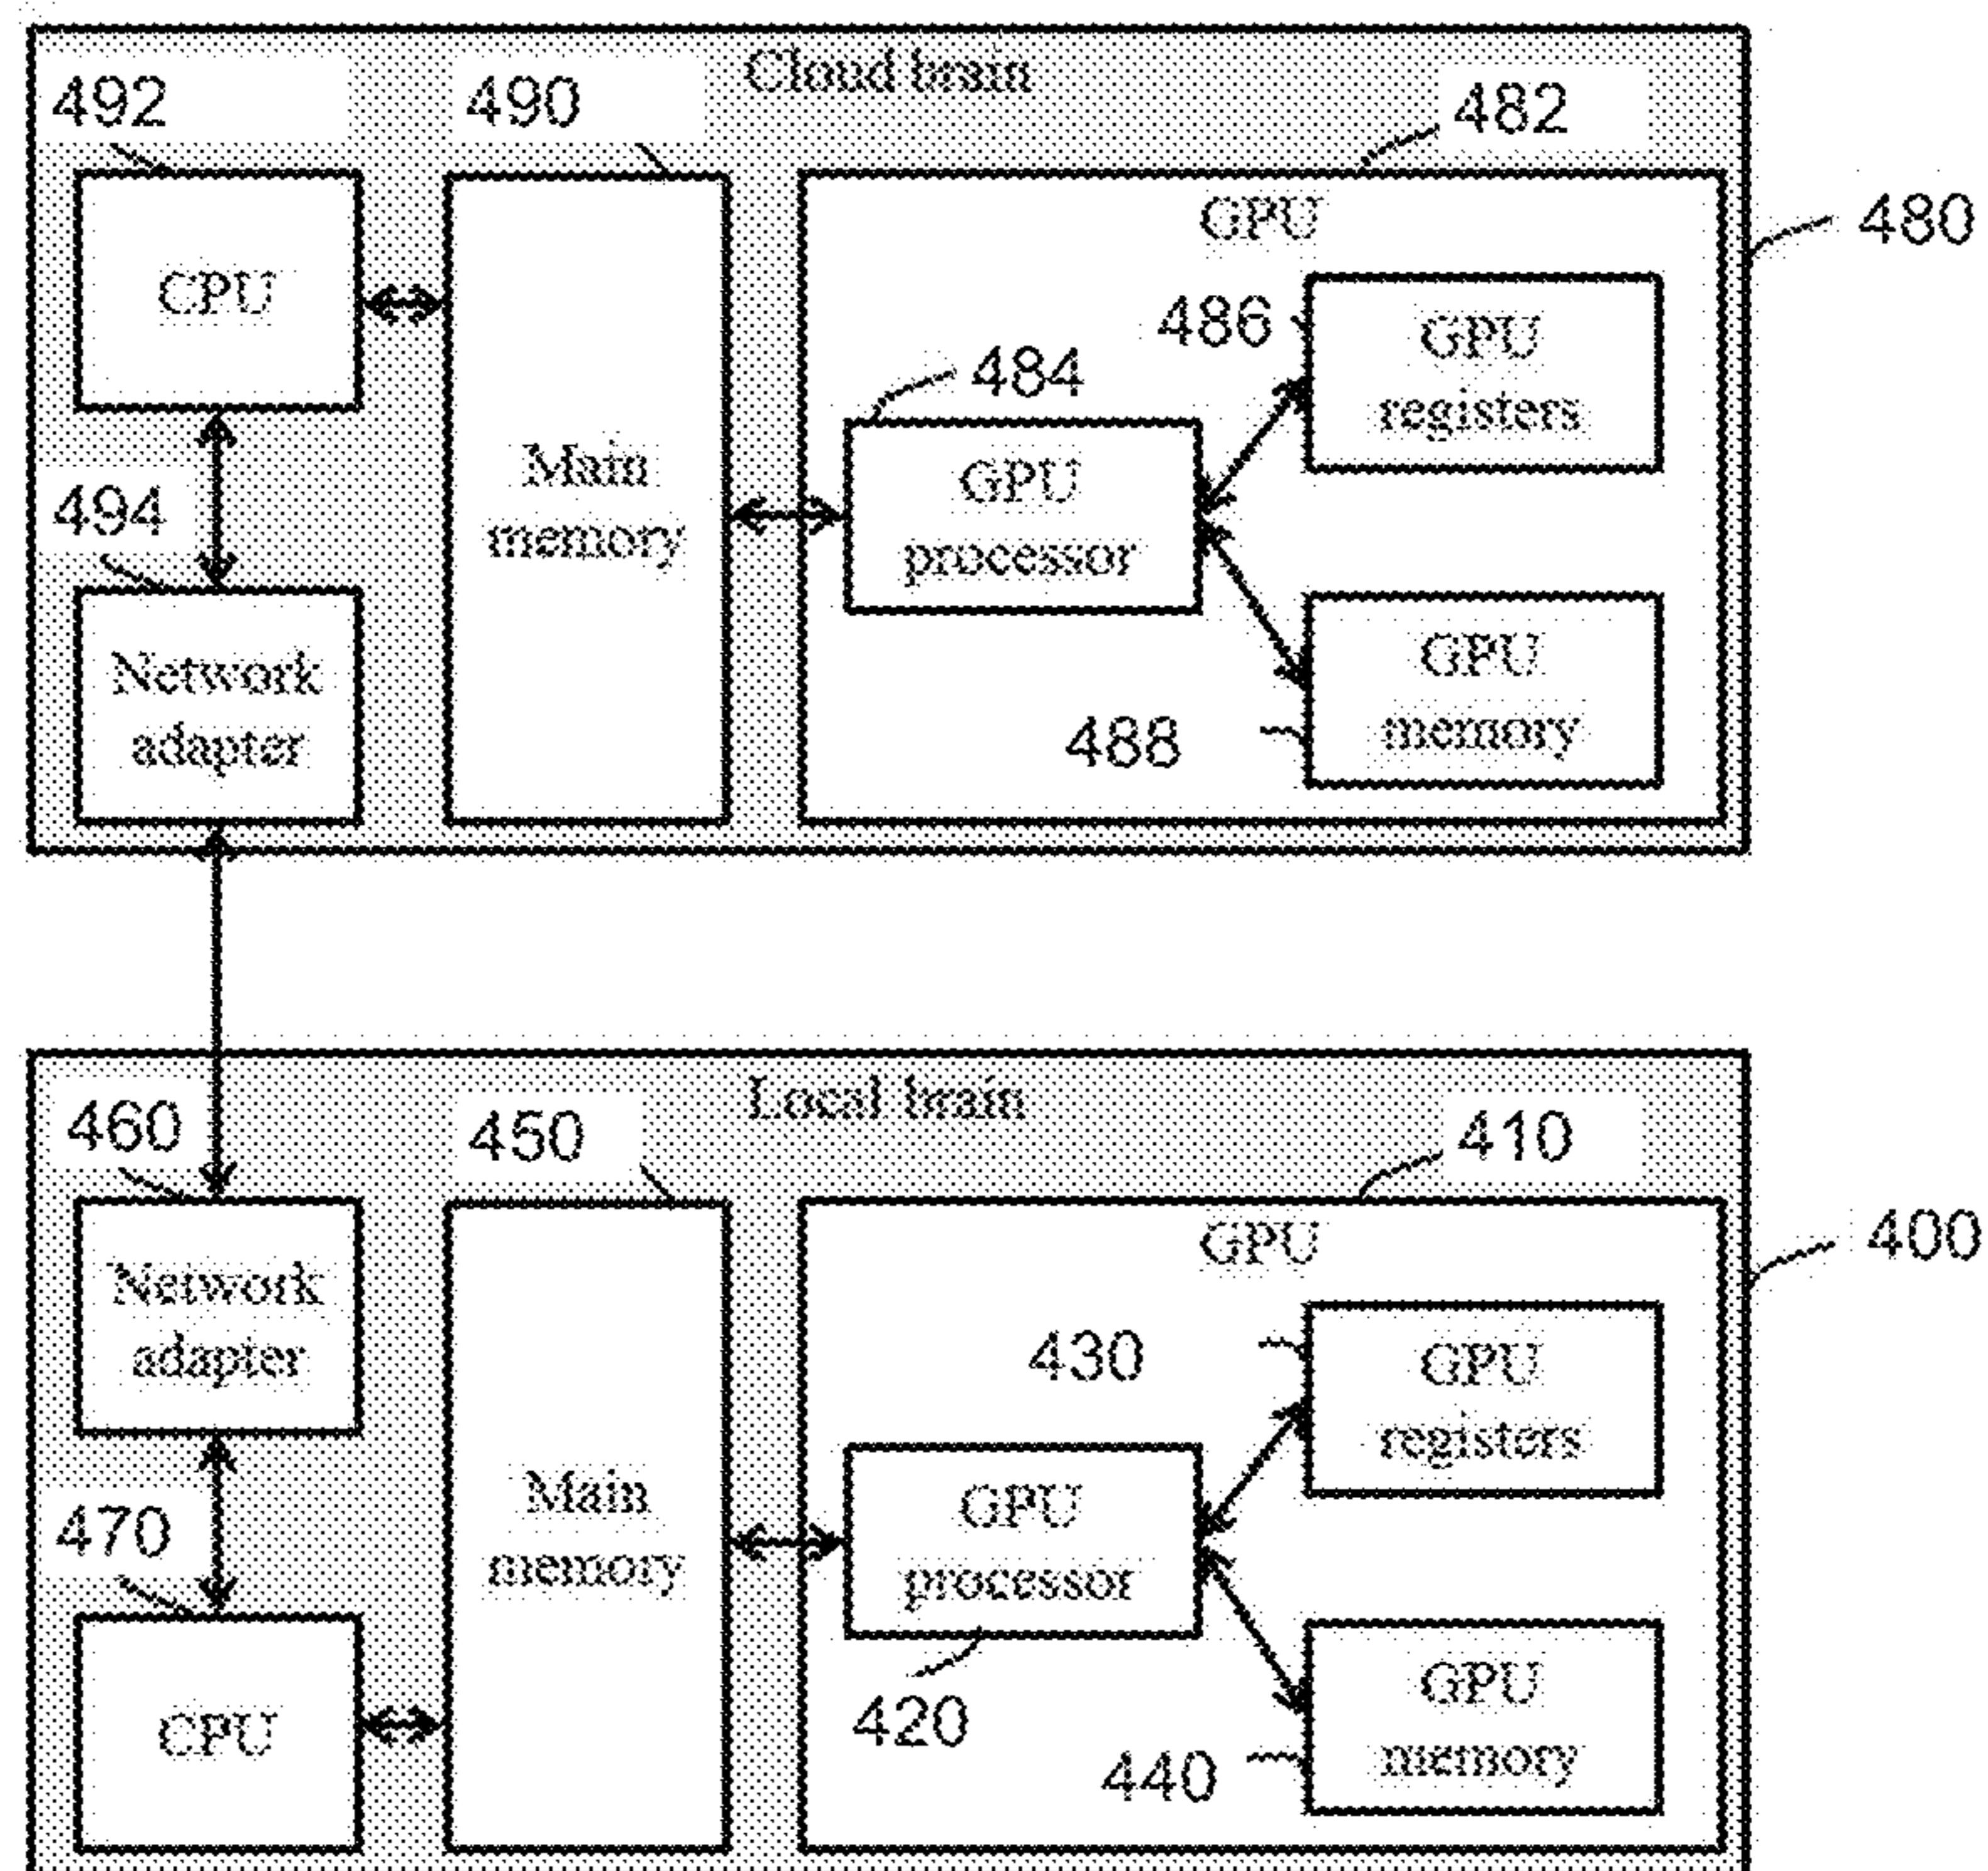 Cloud brain
492
490
482
480
GPU
CPU
486
GPU
registers
484
Main
memory
GPU
processor
494
Network
adapter
GPU
memory
488
Local brain
460
450
410
400
GPU
Network
adapter
430
GPU
registers
Main
memory
GPU
processor
470
420
CPU
GPU
memory
440